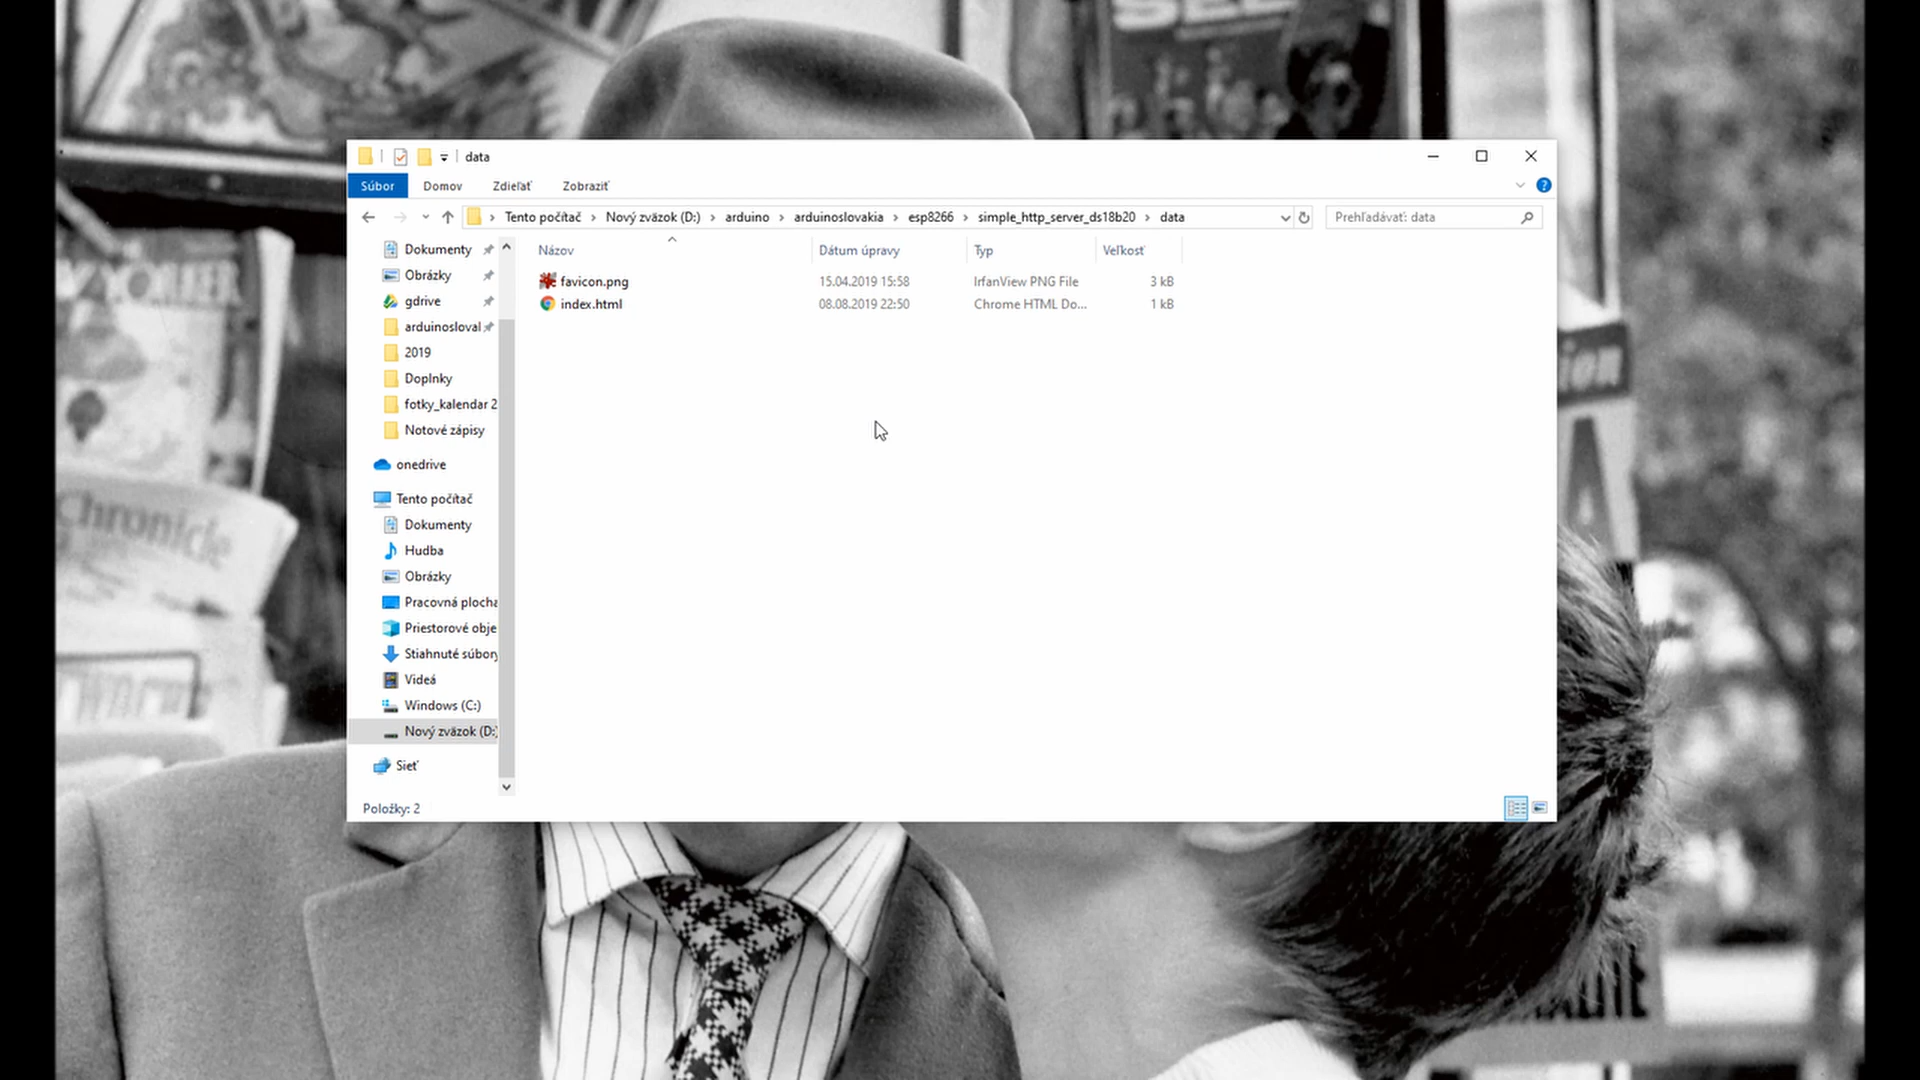 data
Súbor Domov Zdieľať Zobraziť
Tento počítač Nový zväzok (D:) arduino arduinoslovakia esp8266 simple_http_server_ds18b20 data
Prehľadávať: data
Názov Dátum úpravy Typ Veľkosť
favicon.png 15.04.2019 15:58 IrfanView PNG File 3 kB
index.html 08.08.2019 22:50 Chrome HTML Do... 1 kB
Dokumenty
Obrázky
gdrive
arduinosloval
2019
Doplnky
fotky_kalendar 2
Notové zápisy
onedrive
Tento počítač
Dokumenty
Hudba
Obrázky
Pracovná plocha
Priestorové obje
Stiahnuté súbory
Videá
Windows (C:)
Nový zväzok (D:)
Sieť
Položky: 2
Chronicle